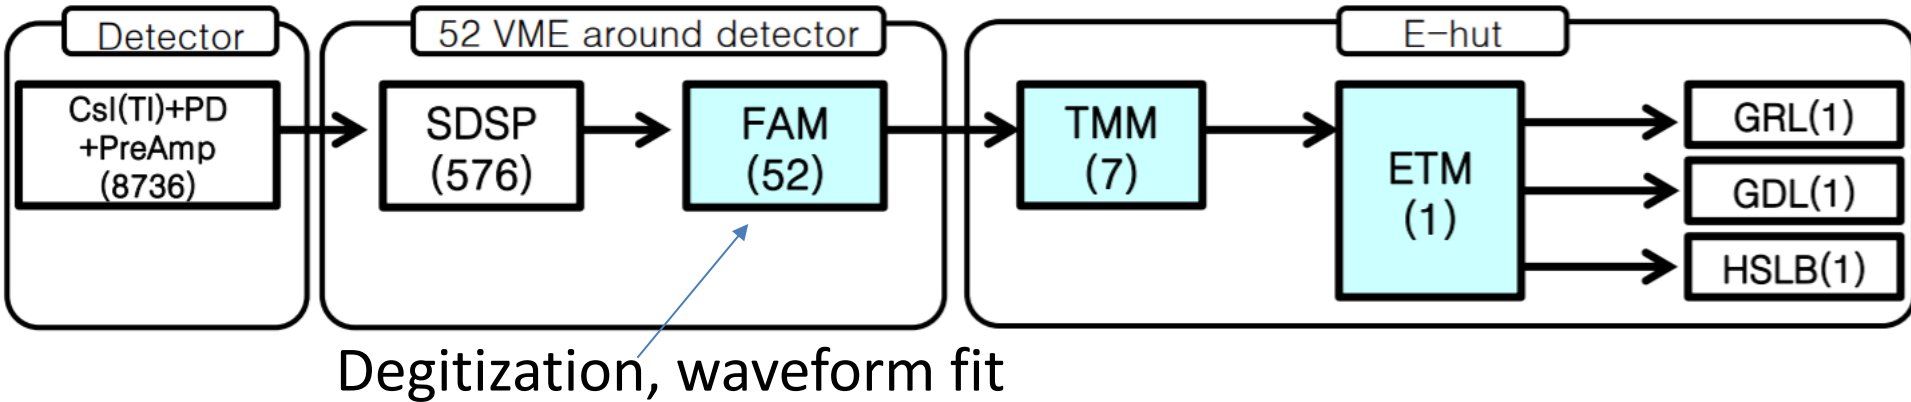 Detector
52 VME around detector
E-hut
CsI(Tl)+PD
+PreAmp
(8736)
SDSP
(576)
FAM
(52)
TMM
(7)
ETM
(1)
GRL(1)
GDL(1)
HSLB(1)
Degitization, waveform fit